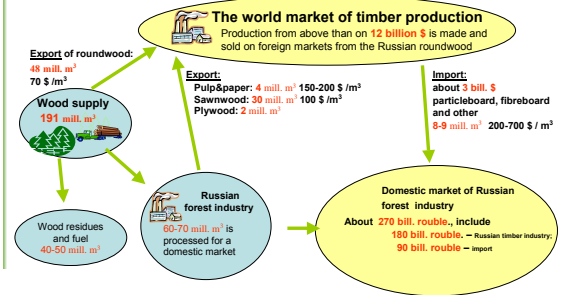 The world market of timber production
Production from above than on 12 billion $ is made and
sold on foreign markets from the Russian roundwood
Export of roundwood:
48 mill. m³
70 $ /m³
Wood supply
191 mill. m³
Export:
Pulp&paper: 4 mill. m³ 150-200 $ /m³
Sawnwood: 30 mill. m³ 100 $ /m³
Plywood: 2 mill. m³
Import:
about 3 bill. $
particleboard, fibreboard
and other
8-9 mill. m³ 200-700 $ / m³
Wood residues
and fuel
40-50 mill. m³
Russian
forest industry
60-70 mill. m³ is
processed for a
domestic market
Domestic market of Russian
forest industry
About 270 bill. rouble., include
180 bill. rouble. – Russian timber industry;
90 bill. rouble – import